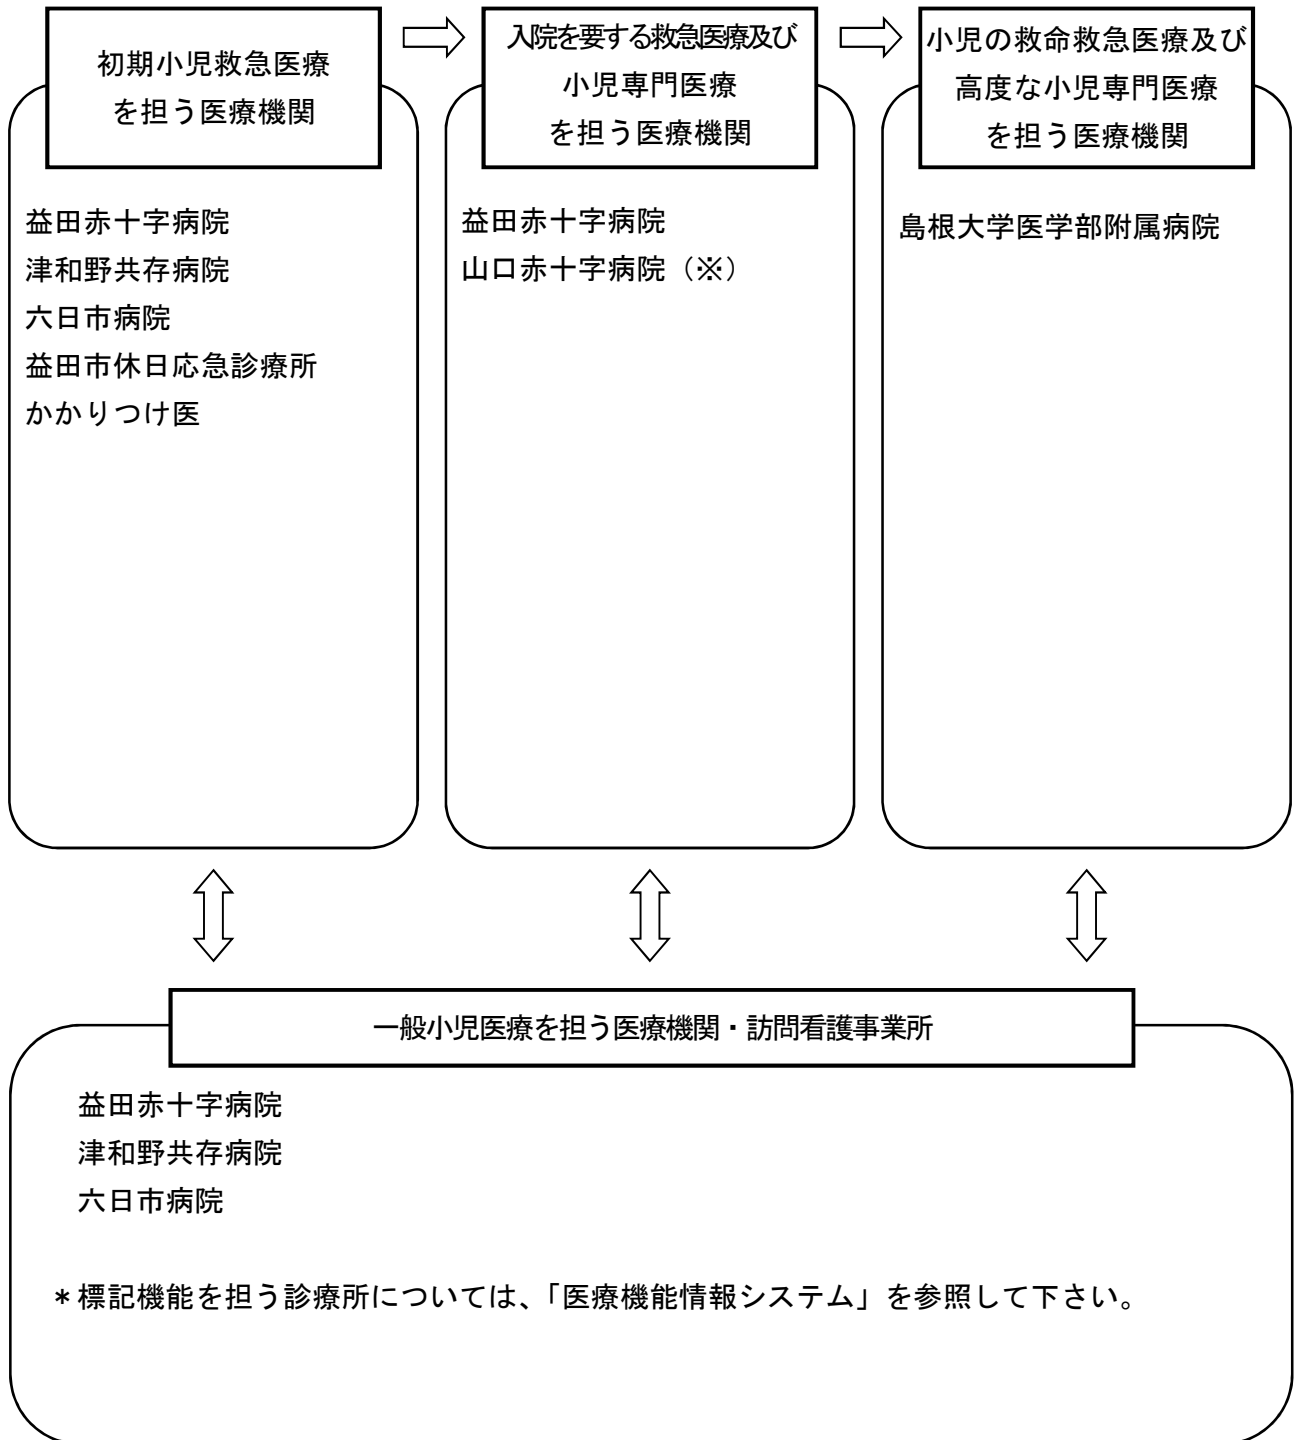 初期小児救急医療
を担う医療機関
益田赤十字病院
津和野共存病院
六日市病院
益田市休日応急診療所
かかりつけ医
入院を要する救急医療及び
小児専門医療
を担う医療機関
益田赤十字病院
山口赤十字病院（※）
小児の救命救急医療及び
高度な小児専門医療
を担う医療機関
島根大学医学部附属病院
一般小児医療を担う医療機関・訪問看護事業所
益田赤十字病院
津和野共存病院
六日市病院
＊標記機能を担う診療所については、「医療機能情報システム」を参照して下さい。